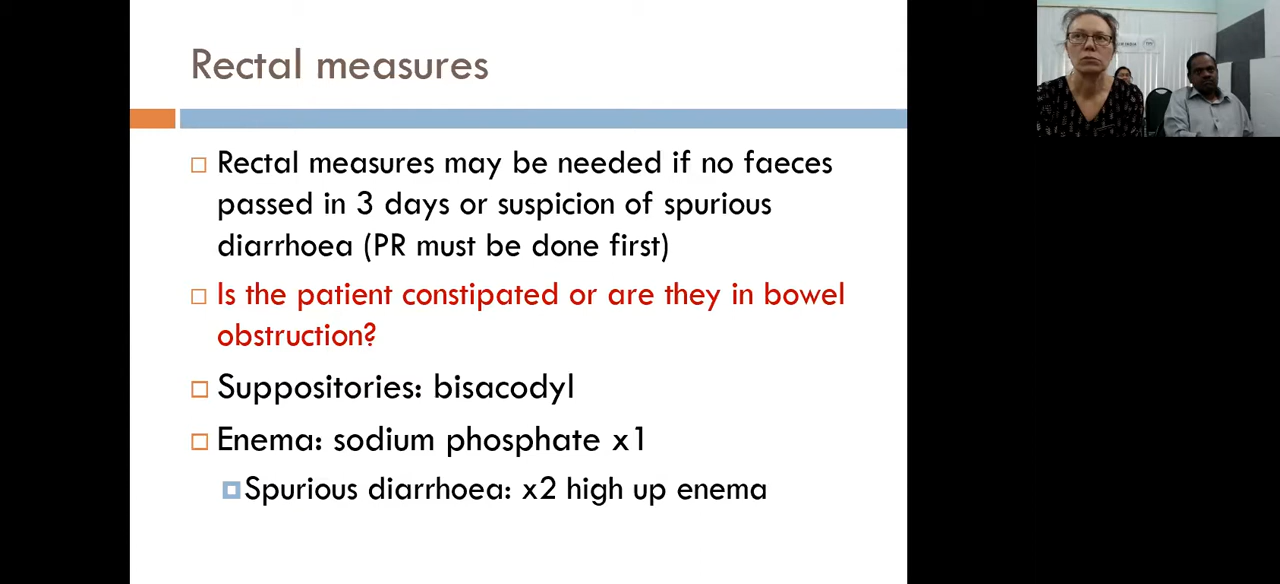 Rectal measures
Rectal measures may be needed if no faeces
passed in 3 days or suspicion of spurious
diarrhoea (PR must be done first)
Is the patient constipated or are they in bowel
obstruction?
Suppositories: bisacodyl
Enema: sodium phosphate x1
Spurious diarrhoea: x2 high up enema